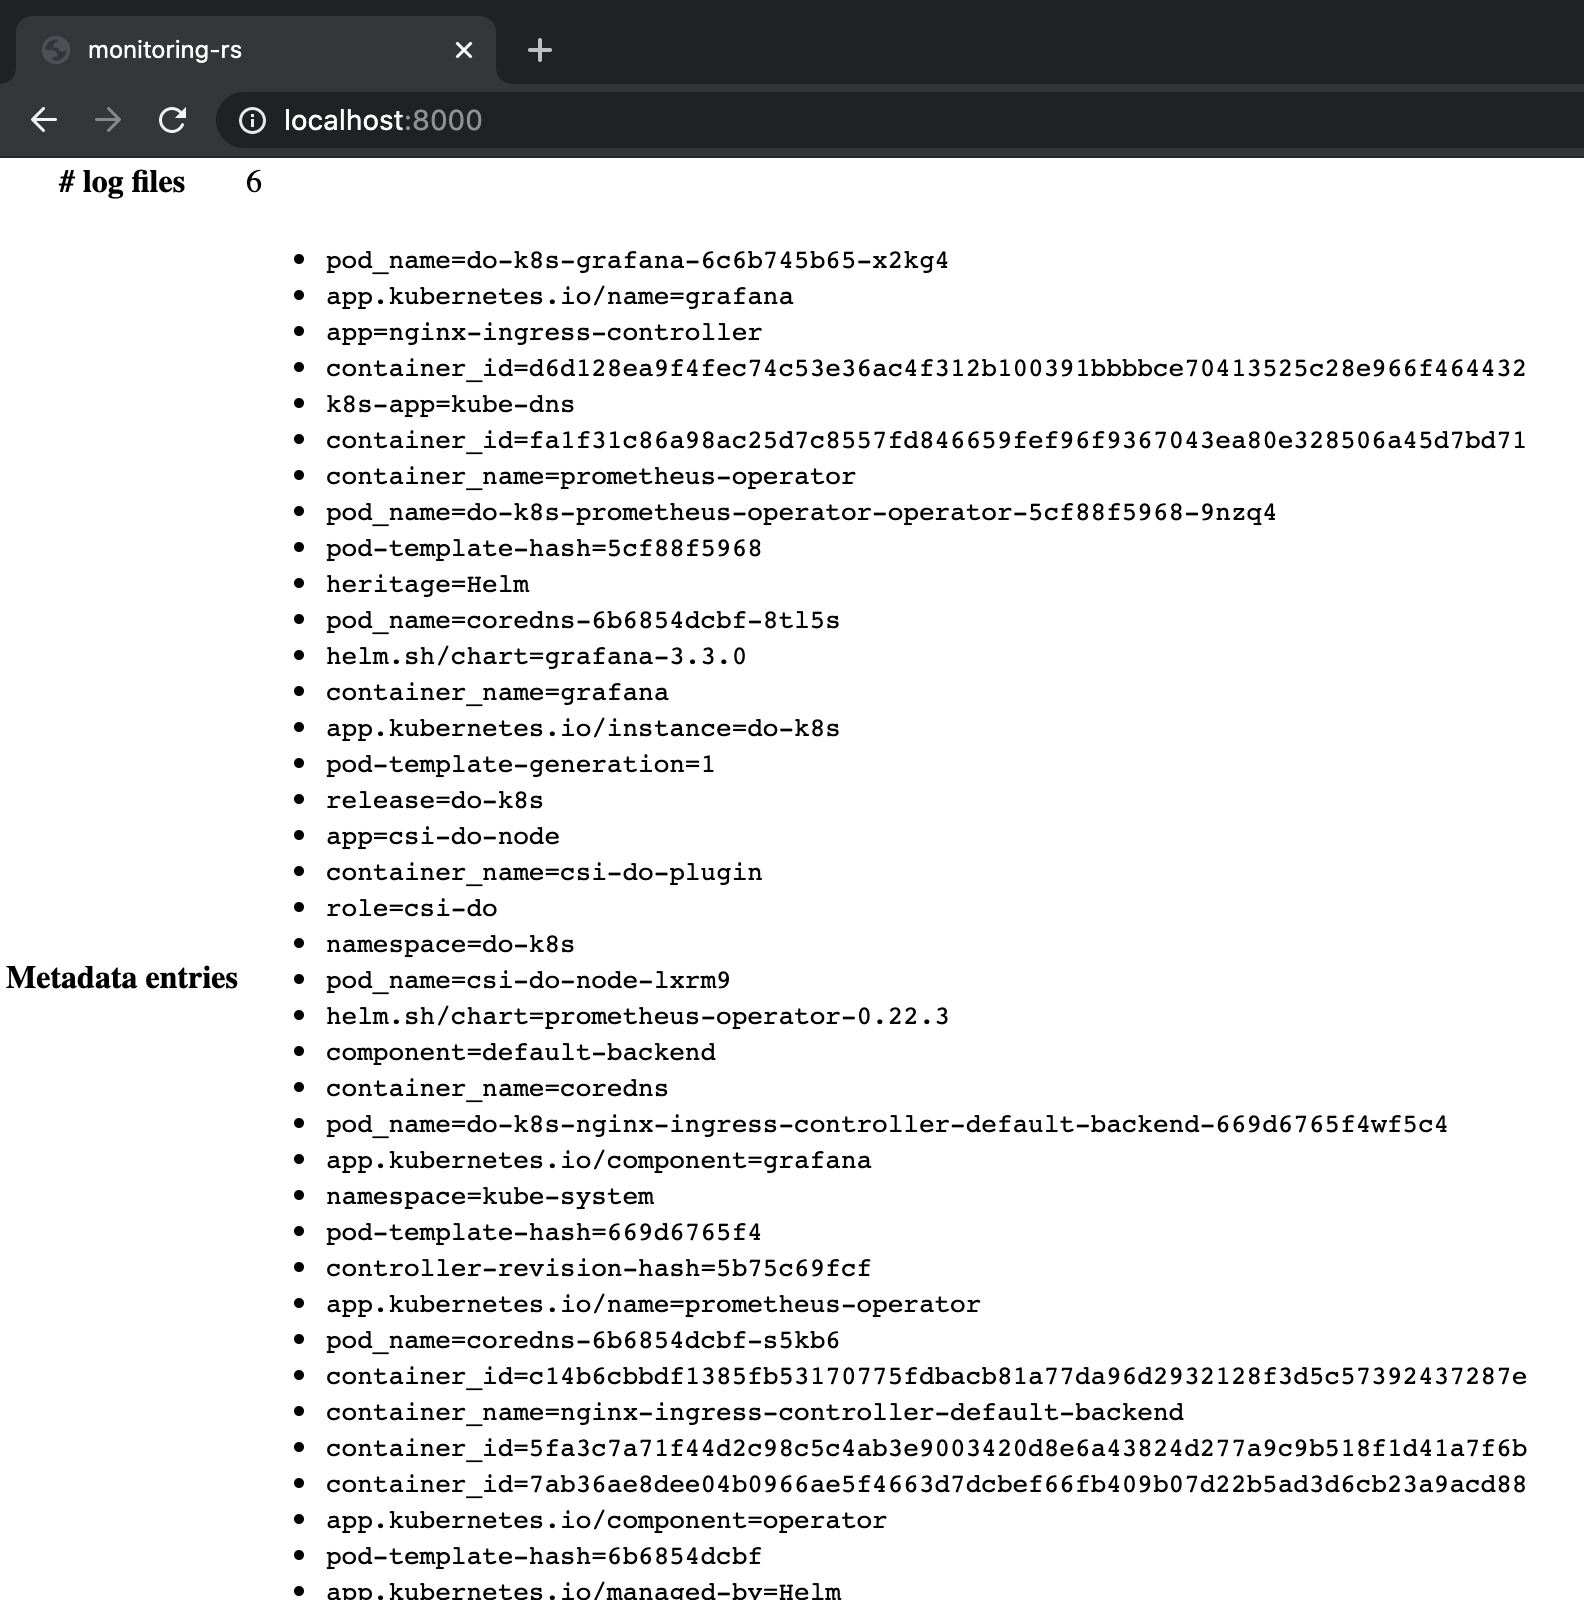 monitoring-rs
localhost:8000
# log files 6
pod_name=do-k8s-grafana-6c6b745b65-x2kg4
app.kubernetes.io/name=grafana
app=nginx-ingress-controller
container_id=d6d128ea9f4fec74c53e36ac4f312b100391bbbbce70413525c28e966f464432
k8s-app=kube-dns
container_id=fa1f31c86a98ac25d7c8557fd846659fef96f9367043ea80e328506a45d7bd71
container_name=prometheus-operator
pod_name=do-k8s-prometheus-operator-operator-5cf88f5968-9nzq4
pod-template-hash=5cf88f5968
heritage=Helm
pod_name=coredns-6b6854dcbf-8tl5s
helm.sh/chart=grafana-3.3.0
container_name=grafana
app.kubernetes.io/instance=do-k8s
pod-template-generation=1
release=do-k8s
app=csi-do-node
container_name=csi-do-plugin
role=csi-do
namespace=do-k8s
Metadata entries
pod_name=csi-do-node-lxrm9
helm.sh/chart=prometheus-operator-0.22.3
component=default-backend
container_name=coredns
pod_name=do-k8s-nginx-ingress-controller-default-backend-669d6765f4wf5c4
app.kubernetes.io/component=grafana
namespace=kube-system
pod-template-hash=669d6765f4
controller-revision-hash=5b75c69fcf
app.kubernetes.io/name=prometheus-operator
pod_name=coredns-6b6854dcbf-s5kb6
container_id=c14b6cbbdf1385fb53170775fdbacb81a77da96d2932128f3d5c57392437287e
container_name=nginx-ingress-controller-default-backend
container_id=5fa3c7a71f44d2c98c5c4ab3e9003420d8e6a43824d277a9c9b518f1d41a7f6b
container_id=7ab36ae8dee04b0966ae5f4663d7dcbef66fb409b07d22b5ad3d6cb23a9acd88
app.kubernetes.io/component=operator
pod-template-hash=6b6854dcbf
app.kubernetes.io/managed-by=Helm